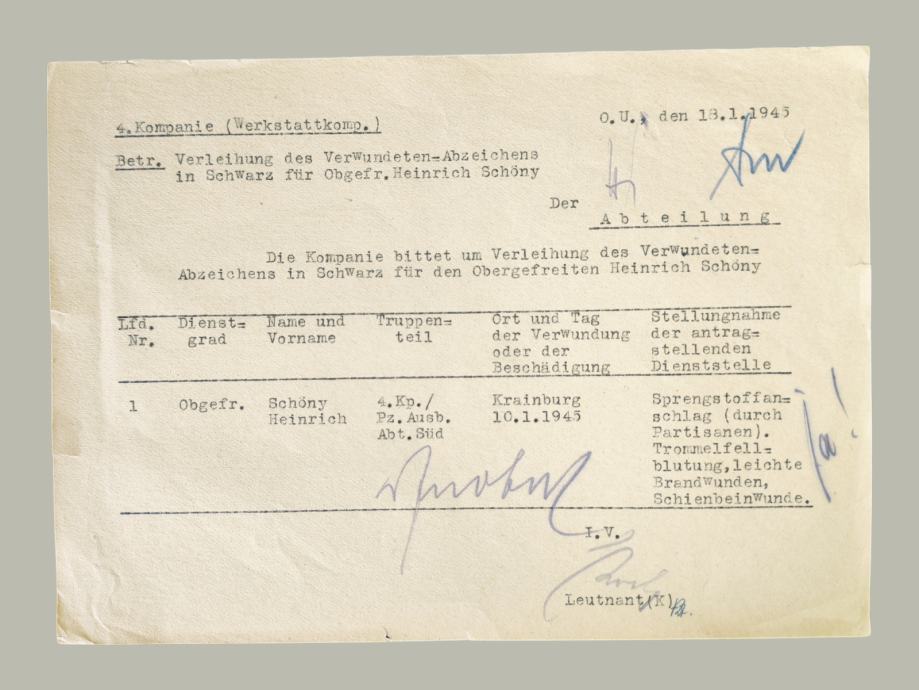 4.Kompanie (Werkstattkomp.)
O.U., den 18.1.1945
Betr. Verleihung des Verwundeten=Abzeichens
in Schwarz für Obgefr.Heinrich Schöny
Der
Abteilung
Die Kompanie bittet um Verleihung des Verwundeten=
Abzeichens in Schwarz für den Obergefreiten Heinrich Schöny
Lfd. Dienst= Name und Truppen= Ort und Tag Stellungnahme
Nr. grad Vorname teil der Verwundung der antrag=
oder der stellenden
Beschädigung Dienststelle
1 Obgefr. Schöny 4.Kp./ Krainburg Sprengstoffan=
Heinrich Pz.Ausb. 10.1.1945 schlag (durch
Abt.Süd Partisanen).
Trommelfell=
blutung,leichte
Brandwunden,
Schienbeinwunde.
ja!
I.V.
Leutnant(K)